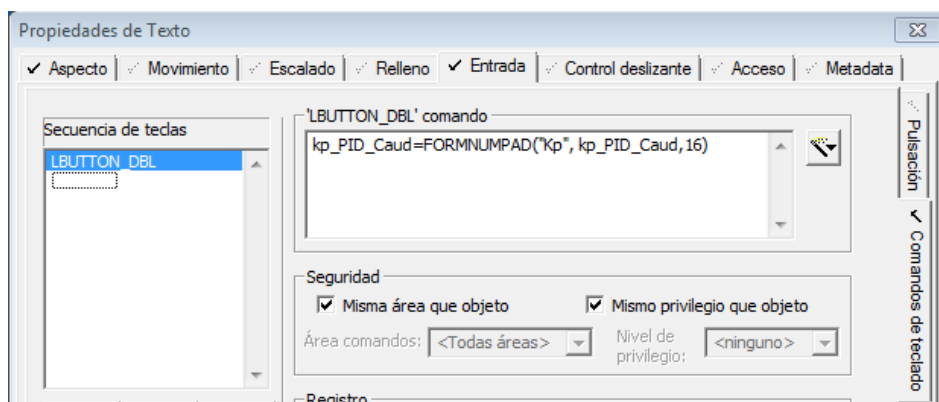 Propiedades de Texto
Aspecto Movimiento Escalado Relleno Entrada Control deslizante Acceso Metadata
Secuencia de teclas
LBUTTON_DBL
'LBUTTON_DBL' comando
kp_PID_Caud=FORMNUMPAD("Kp", kp_PID_Caud,16)
Seguridad
Misma área que objeto Mismo privilegio que objeto
Área comandos: <Todas áreas> Nivel de privilegio: <ninguno>
Registro
Pulsación
Comandos de teclado